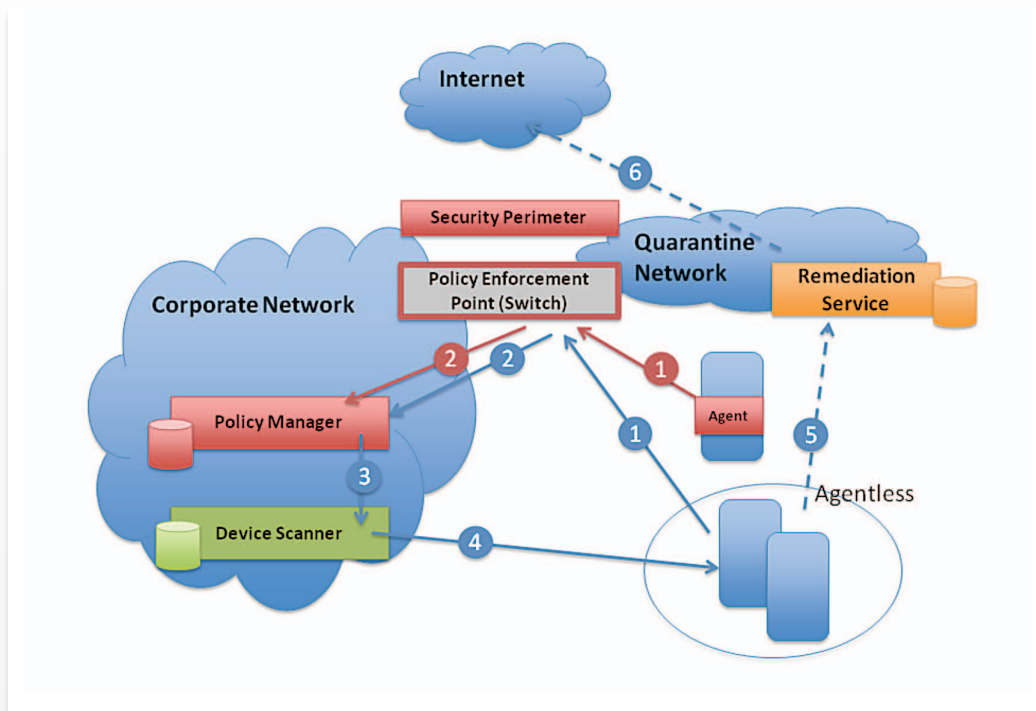 Internet
6
Security Perimeter
Quarantine
Network
Policy Enforcement
Point (Switch)
Remediation
Service
Corporate Network
2
2
1
Policy Manager
Agent
1
5
3
Agentless
Device Scanner
4